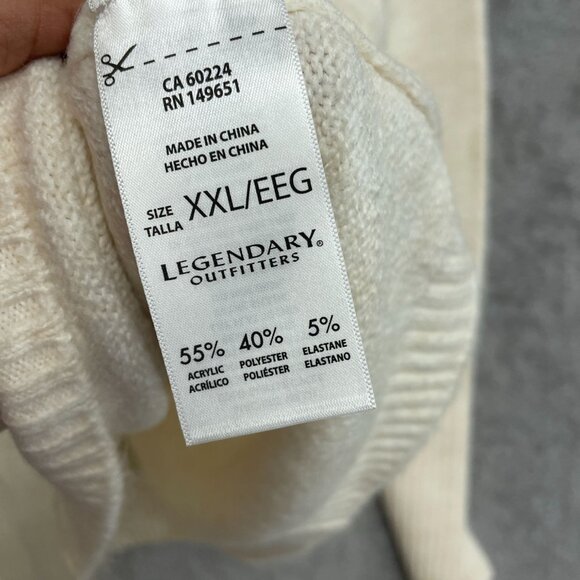 CA 60224
RN 149651
MADE IN CHINA
HECHO EN CHINA
SIZE TALLA XXL/EEG
LEGENDARY®
OUTFITTERS
55% 40% 5%
ACRYLIC POLYESTER ELASTANE
ACRÍLICO POLIÉSTER ELASTANO